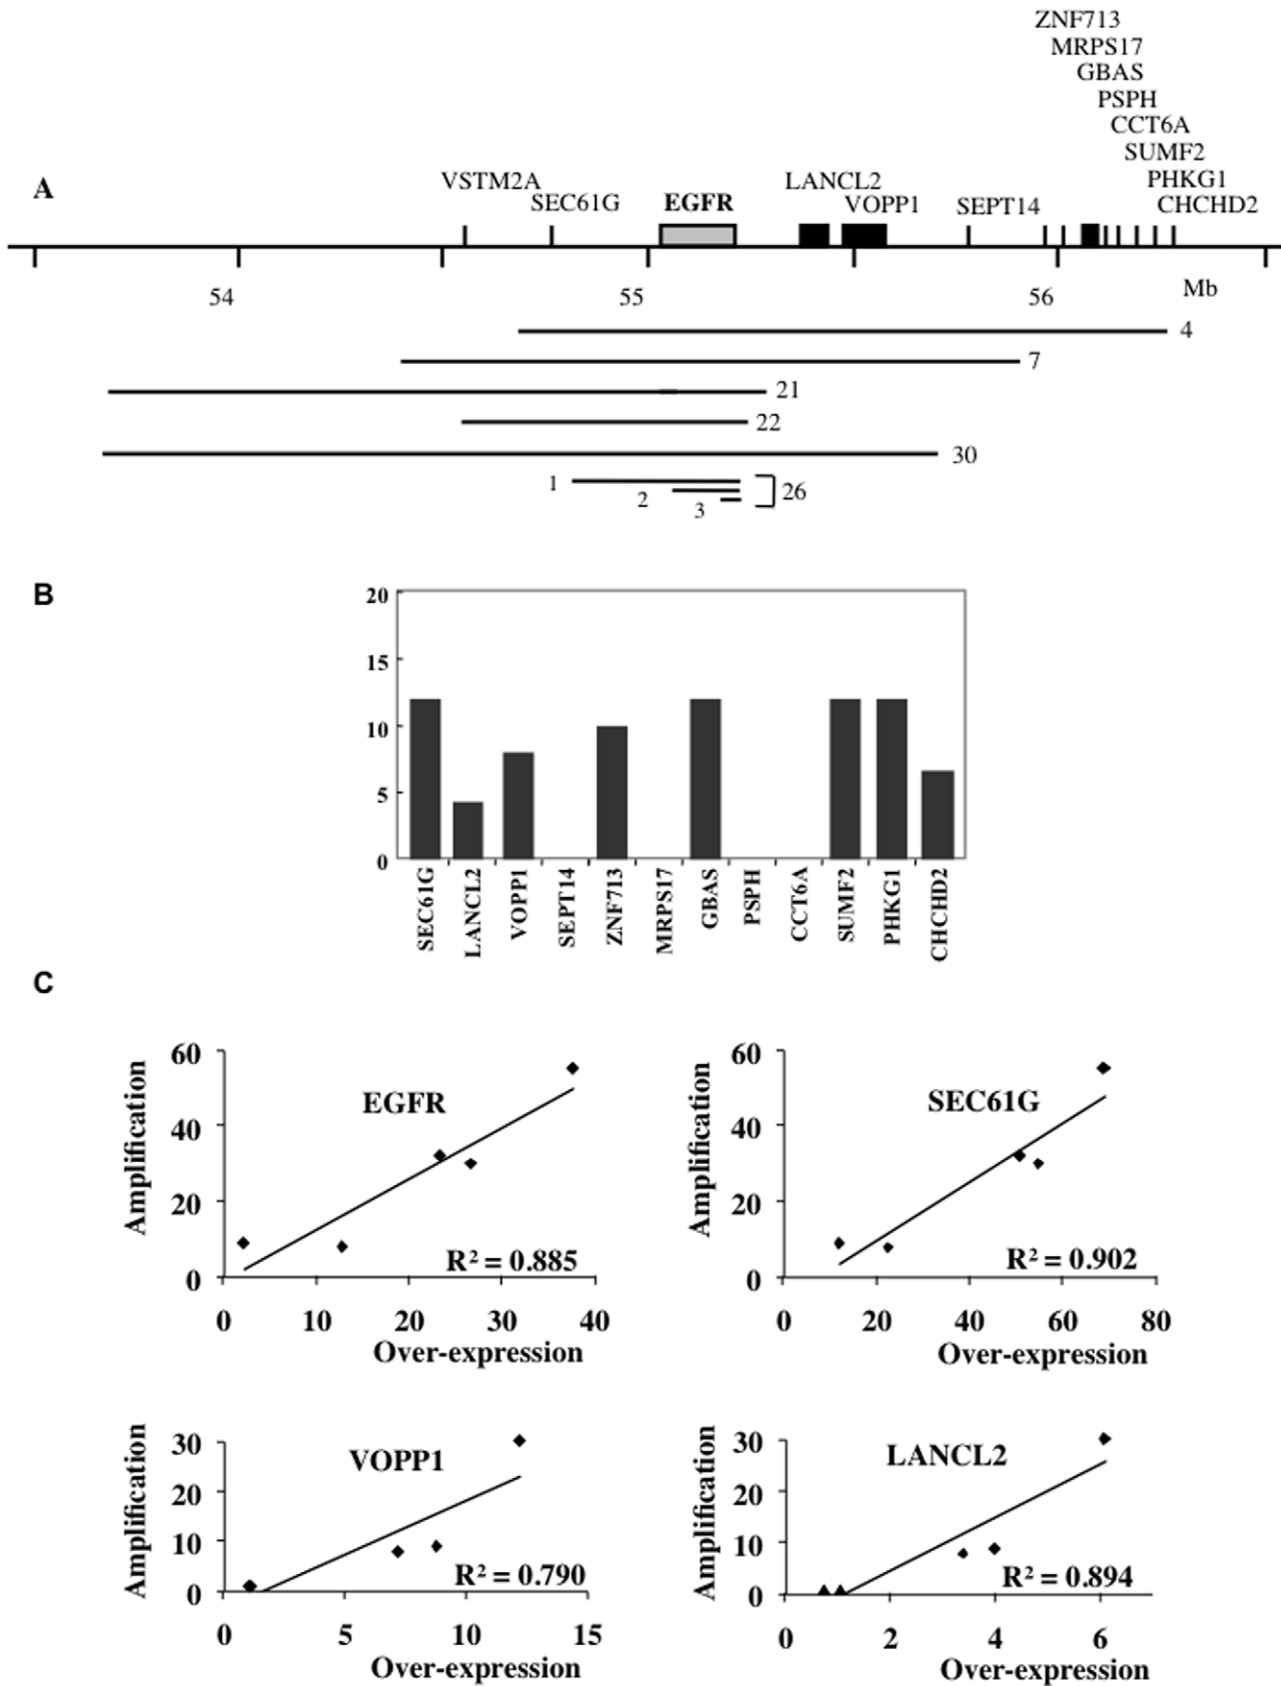 ZNF713
MRPS17
GBAS
PSPH
CCT6A
SUMF2
PHKG1
CHCHD2
A
VSTM2A
SEC61G
EGFR
LANCL2
VOPP1
SEPT14
54
55
56
Mb
4
7
21
22
30
1
2
3
26
B
20
15
10
5
0
SEC61G
LANCL2
VOPP1
SEPT14
ZNF713
MRPS17
GBAS
PSPH
CCT6A
SUMF2
PHKG1
CHCHD2
C
Amplification
60
40
20
0
EGFR
R² = 0.885
0 10 20 30 40
Over-expression
Amplification
60
40
20
0
SEC61G
R² = 0.902
0 20 40 60 80
Over-expression
Amplification
30
20
10
0
VOPP1
R² = 0.790
0 5 10 15
Over-expression
Amplification
30
20
10
0
LANCL2
R² = 0.894
0 2 4 6
Over-expression